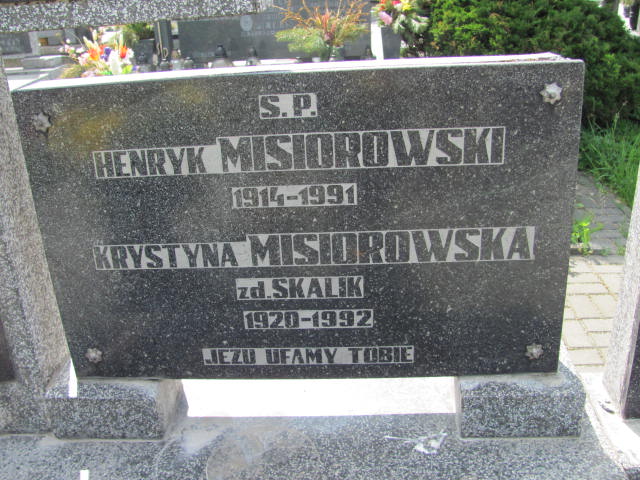 S.P.
HENRYK MISIOROWSKI
1914-1991
KRYSTYNA MISIOROWSKA
zd.SKALIK
1920-1992
JEZU UFAMY TOBIE